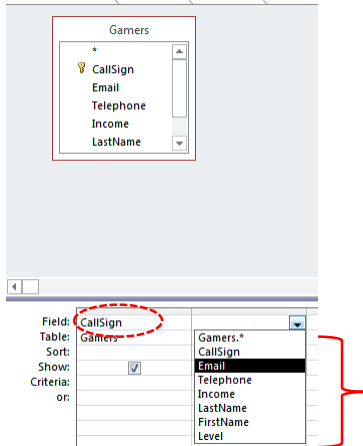 Gamers
*
CallSign
Email
Telephone
Income
LastName
Field: CallSign
Table: Gamers
Sort:
Show:
Criteria:
or:
Gamers.*
CallSign
Email
Telephone
Income
LastName
FirstName
Level